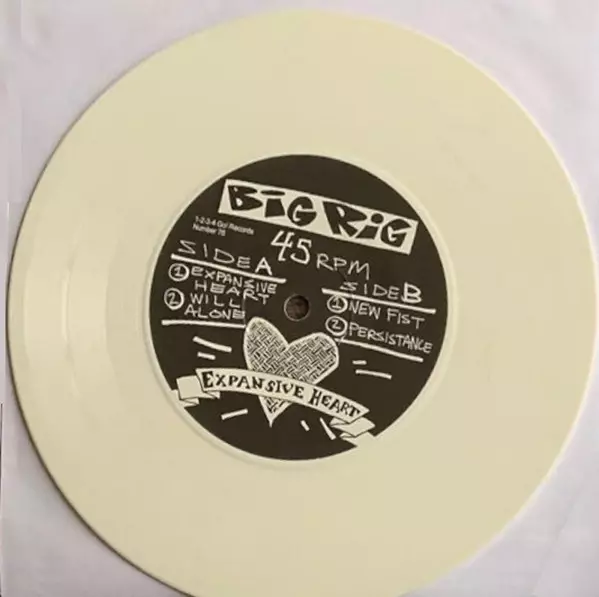 BIG RIG
1-2-3-4 Go! Records
Number 76
45 RPM
SIDE A
1 EXPANSIVE
HEART
2 WILL
ALONE
SIDE B
1 NEW FIST
2 PERSISTANCE
EXPANSIVE HEART